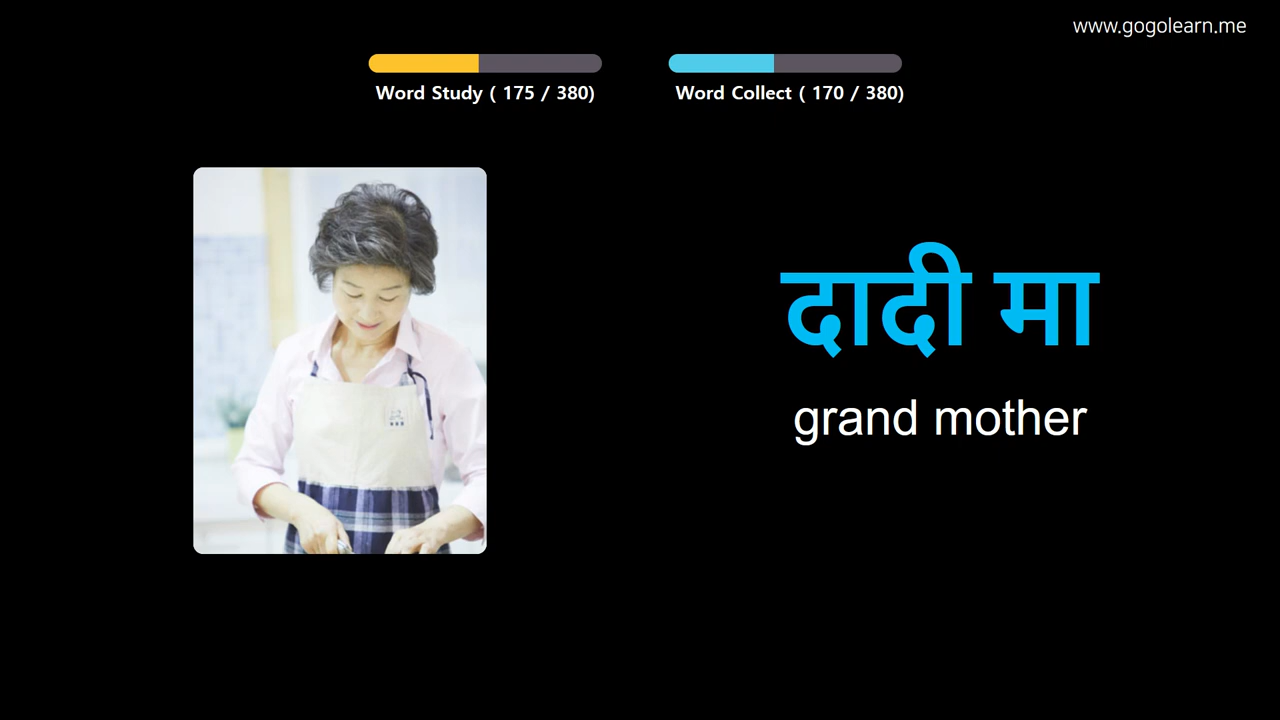 www.gogolearn.me
Word Study ( 175 / 380)
Word Collect ( 170 / 380)
दादी मा
grand mother